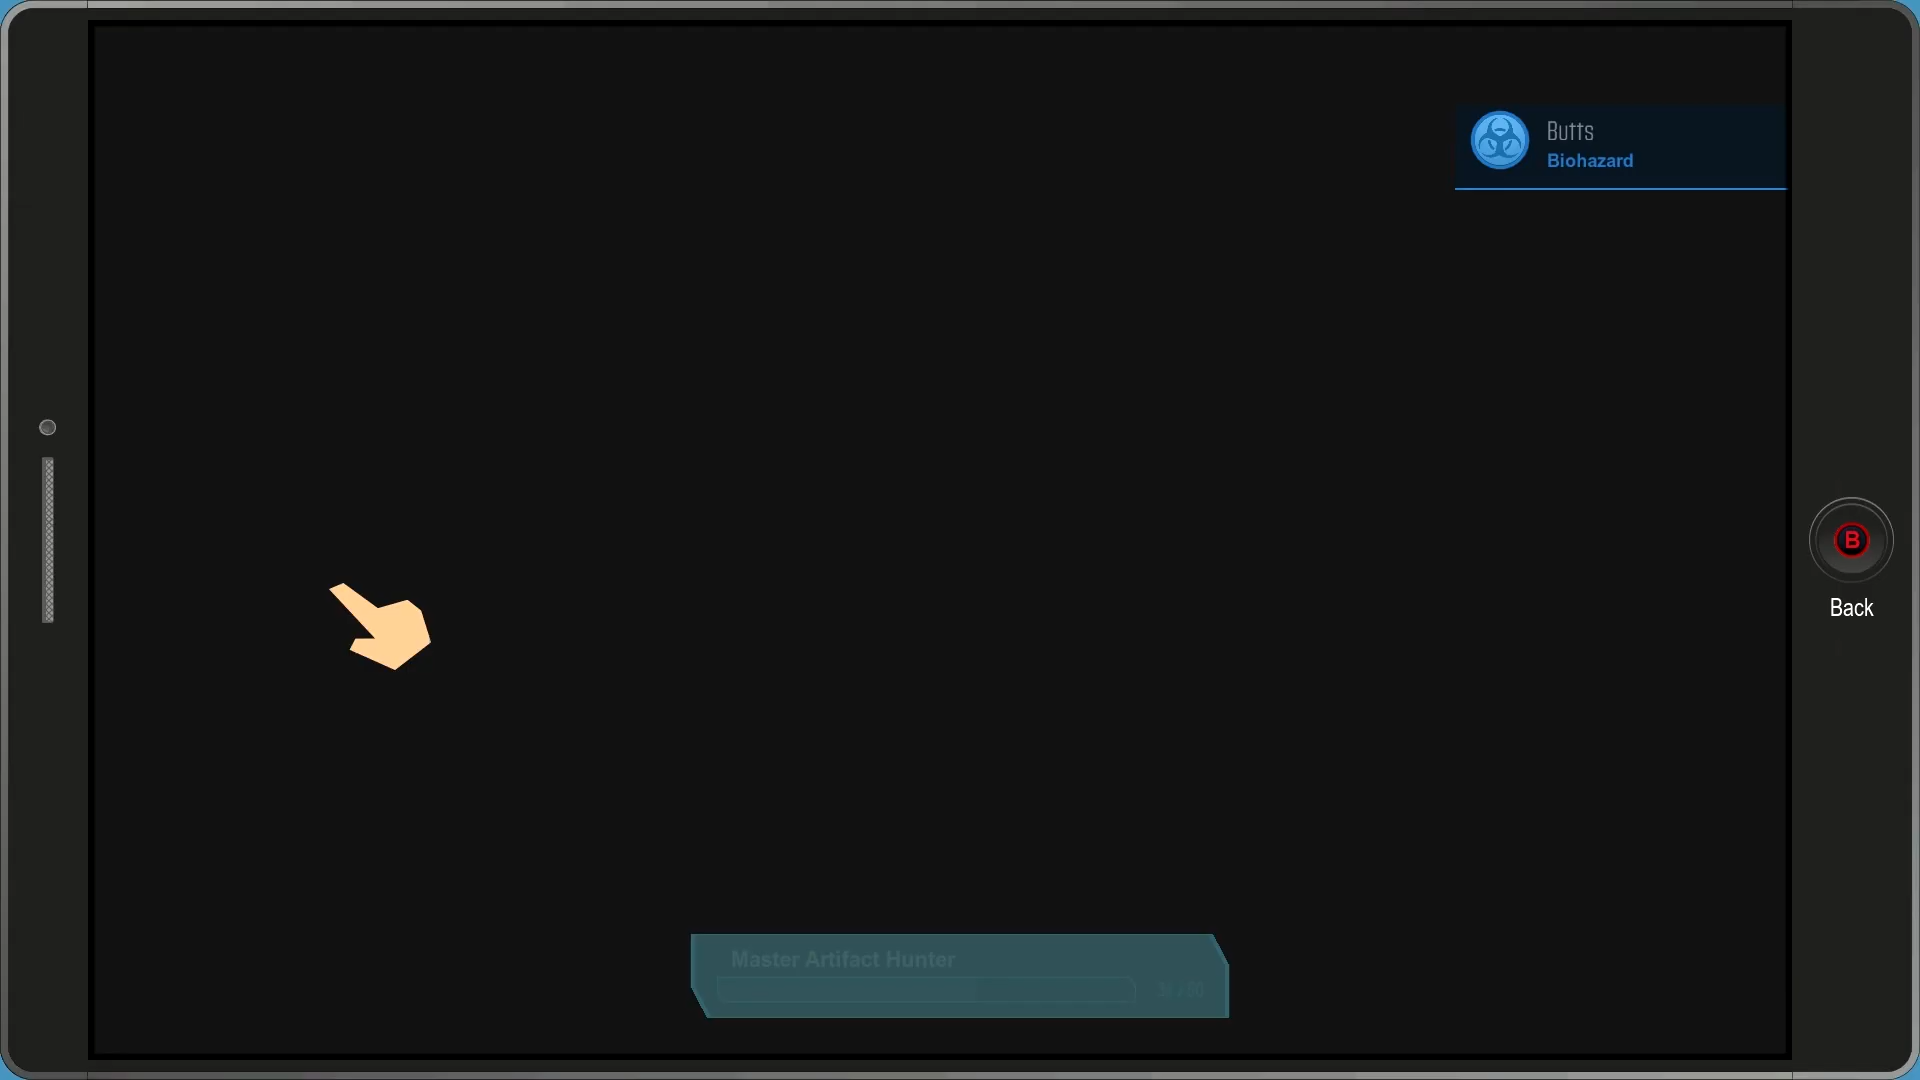 Butts
Biohazard
B
Back
Master Artifact Hunter